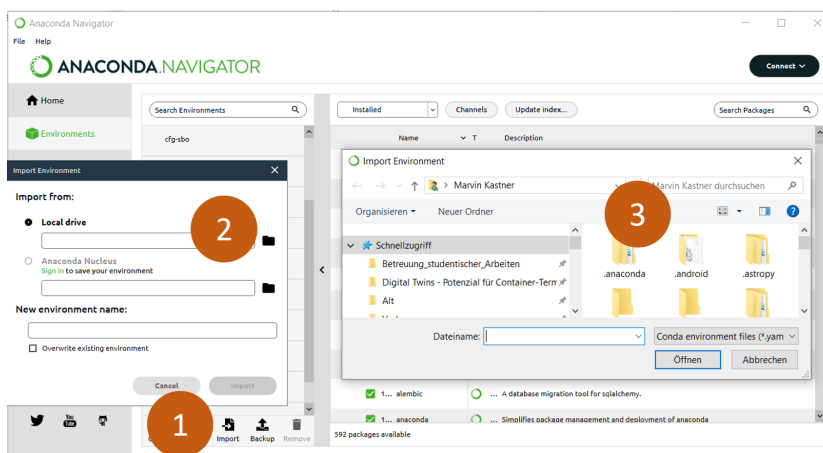 Anaconda Navigator
File Help
ANACONDA.NAVIGATOR
Connect
Home
Environments
Search Environments
cfg-sbo
Installed
Channels
Update index...
Search Packages
Name T Description
Import Environment
Import from:
Local drive
2
Anaconda Nucleus
Sign in to save your environment
New environment name:
Overwrite existing environment
Cancel Import
Import Environment
Marvin Kastner
Marvin Kastner durchsuchen
Organisieren Neuer Ordner
3
Schnellzugriff
Betreuung_studentischer_Arbeiten
Digital Twins - Potenzial für Container-Term
Alt
.anaconda .android .astropy
Dateiname:
Conda environment files (*.yam
Öffnen Abbrechen
1... alembic ... A database migration tool for sqlalchemy.
1... anaconda ... Simplifies package management and deployment of anaconda
592 packages available
You Tube
1
Import Backup Remove